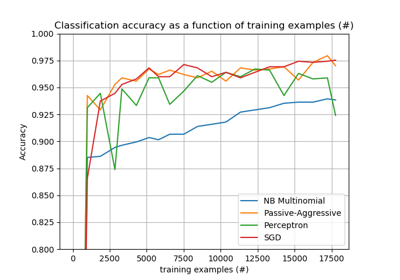 Classification accuracy as a function of training examples (#)
1.000
0.975
0.950
0.925
0.900
0.875
0.850
0.825
0.800
Accuracy
NB Multinomial
Passive-Aggressive
Perceptron
SGD
0 2500 5000 7500 10000 12500 15000 17500
training examples (#)